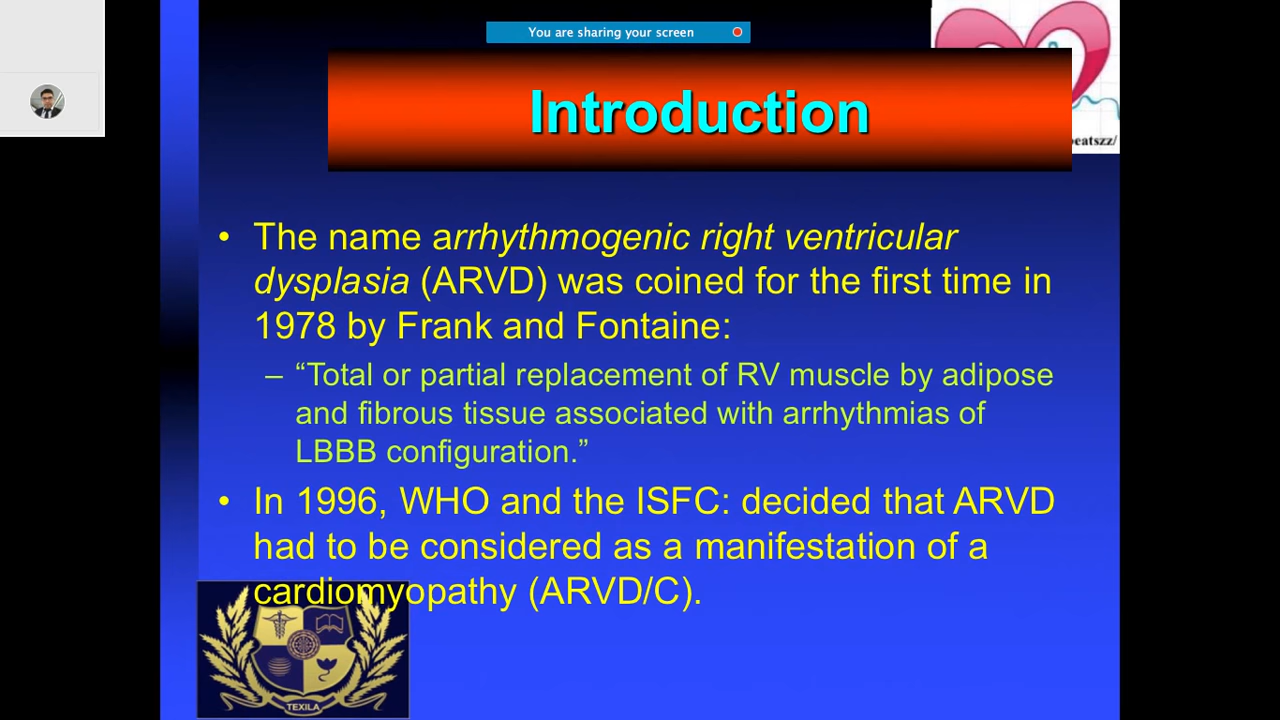 You are sharing your screen
Introduction
eatszz/
• The name arrhythmogenic right ventricular
dysplasia (ARVD) was coined for the first time in
1978 by Frank and Fontaine:
– “Total or partial replacement of RV muscle by adipose
and fibrous tissue associated with arrhythmias of
LBBB configuration.”
• In 1996, WHO and the ISFC: decided that ARVD
had to be considered as a manifestation of a
cardiomyopathy (ARVD/C).
TEXILA